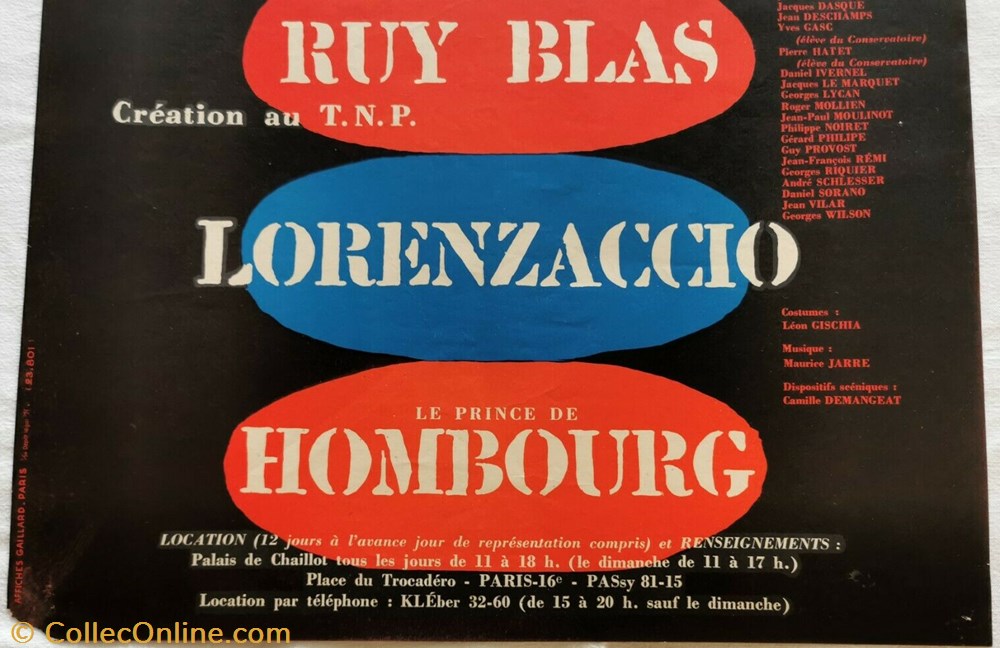 RUY BLAS
Création au T.N.P.
LORENZACCIO
LE PRINCE DE
HOMBOURG
Jacques DASQUE
Jean DESCHAMPS
Yves GASC
(élève du Conservatoire)
Pierre HATET
(élève du Conservatoire)
Daniel IVERNEL
Jacques LE MARQUET
Georges LYCAN
Roger MOLLIEN
Jean-Paul MOULINOT
Philippe NOIRET
Gérard PHILIPE
Guy PROVOST
Jean-François RÉMI
Georges RIQUIER
André SCHLESSER
Daniel SORANO
Jean VILAR
Georges WILSON
Costumes :
Léon GISCHIA
Musique :
Maurice JARRE
Dispositifs scéniques :
Camille DEMANGEAT
LOCATION (12 jours à l'avance jour de représentation compris) et RENSEIGNEMENTS :
Palais de Chaillot tous les jours de 11 à 18 h. (le dimanche de 11 à 17 h.)
Place du Trocadéro - PARIS-16e - PASsy 81-15
Location par téléphone : KLÉber 32-60 (de 15 à 20 h. sauf le dimanche)
AFFICHES GAILLARD. PARIS (23.801)
© CollecOnline.com